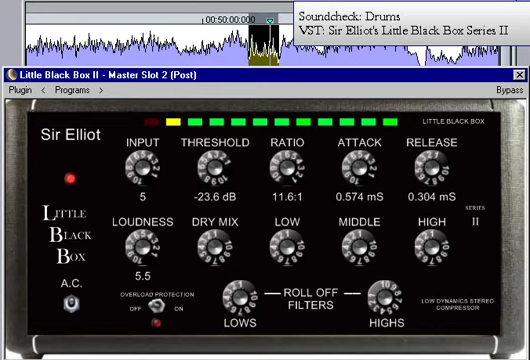 00:50:00:000
Soundcheck: Drums
VST: Sir Elliot's Little Black Box Series II
Little Black Box II - Master Slot 2 (Post)
Plugin < Programs > Bypass
LITTLE BLACK BOX
Sir Elliot
INPUT THRESHOLD RATIO ATTACK RELEASE
5 -23.6 dB 11.6:1 0.574 mS 0.304 mS
SERIES
II
LITTLE
BLACK
BOX
LOUDNESS DRY MIX LOW MIDDLE HIGH
5.5
A.C.
OVERLOAD PROTECTION
OFF ON
ROLL OFF
FILTERS
LOWS HIGHS
LOW DYNAMICS STEREO
COMPRESSOR